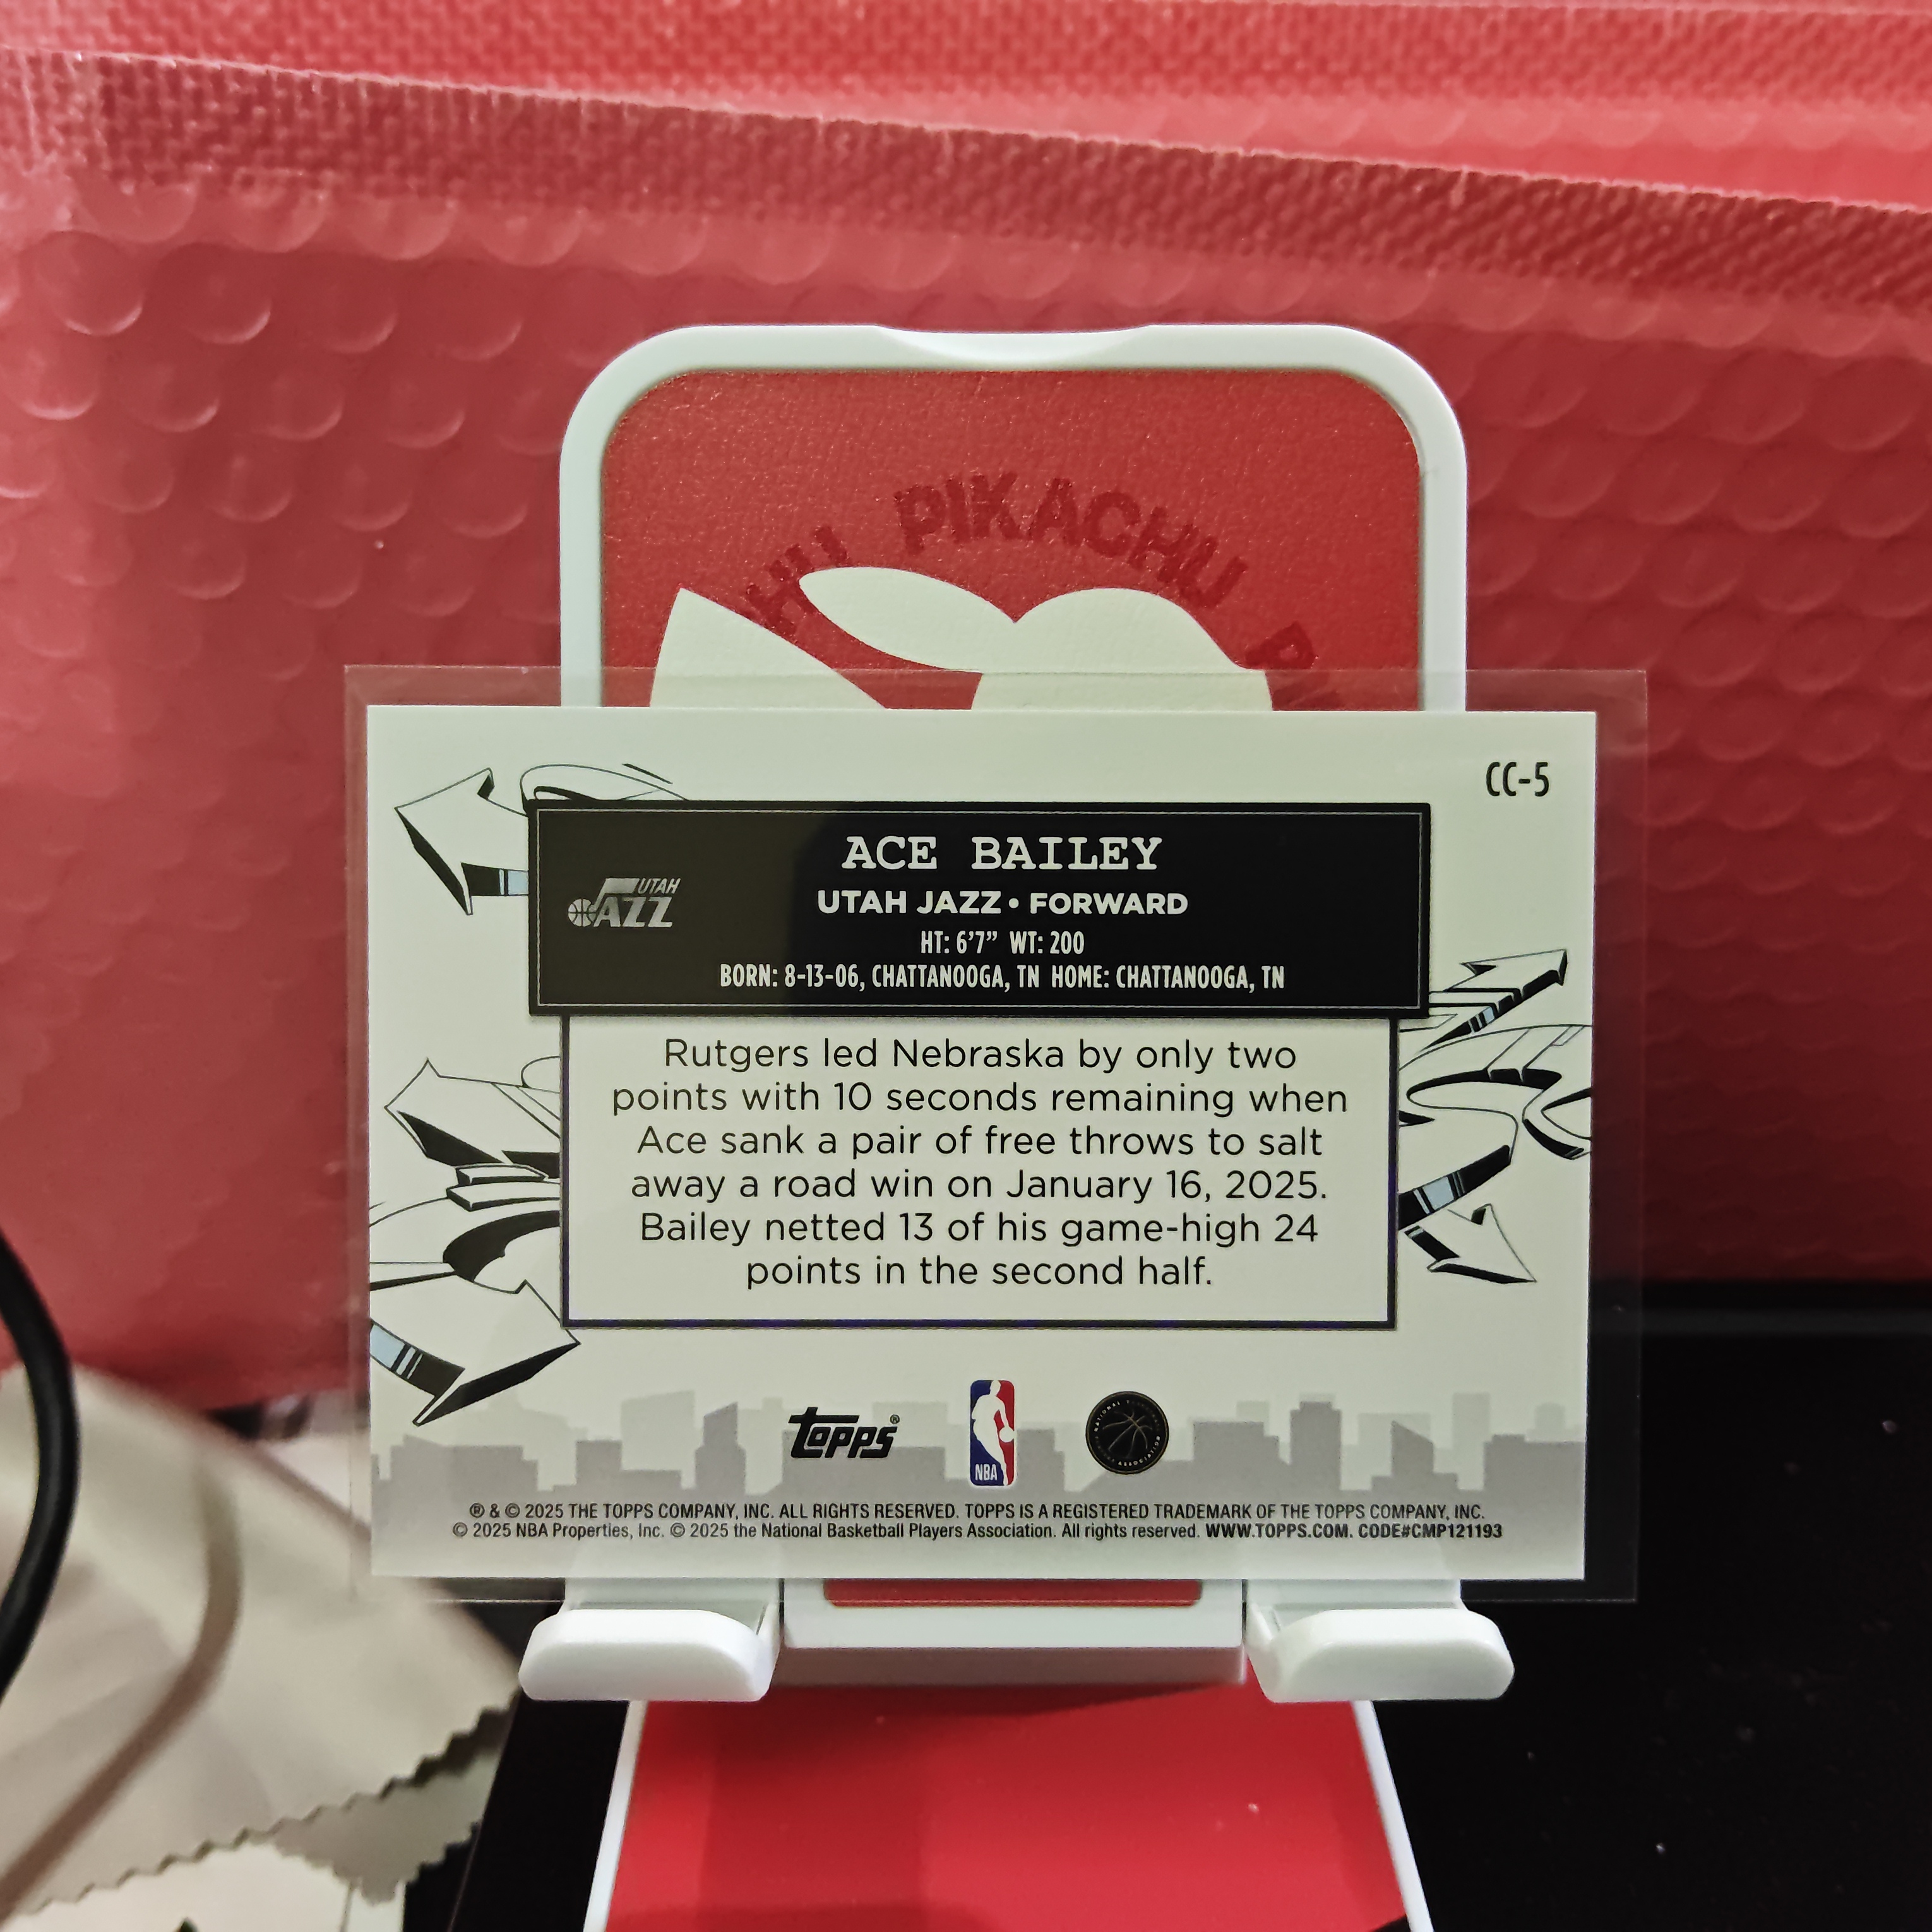 HU PIKACHU PI
CC-5
ACE BAILEY
UTAH JAZZ
UTAH JAZZ • FORWARD
HT: 6'7" WT: 200
BORN: 8-13-06, CHATTANOOGA, TN HOME: CHATTANOOGA, TN
Rutgers led Nebraska by only two
points with 10 seconds remaining when
Ace sank a pair of free throws to salt
away a road win on January 16, 2025.
Bailey netted 13 of his game-high 24
points in the second half.
topps®
NBA
NATIONAL ASSOCIATION
® & © 2025 THE TOPPS COMPANY, INC. ALL RIGHTS RESERVED. TOPPS IS A REGISTERED TRADEMARK OF THE TOPPS COMPANY, INC.
© 2025 NBA Properties, Inc. © 2025 the National Basketball Players Association. All rights reserved. WWW.TOPPS.COM. CODE#CMP121193